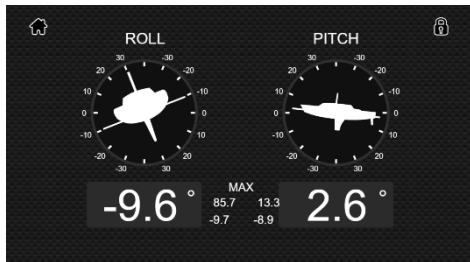 ROLL PITCH
30 -30 30 -30
20 -20 20 -20
10 -10 10 -10
0 0 0 0
-10 10 -10 10
-20 20 -20 20
-30 30 -30 30
MAX
-9.6° 85.7 13.3 2.6°
-9.7 -8.9